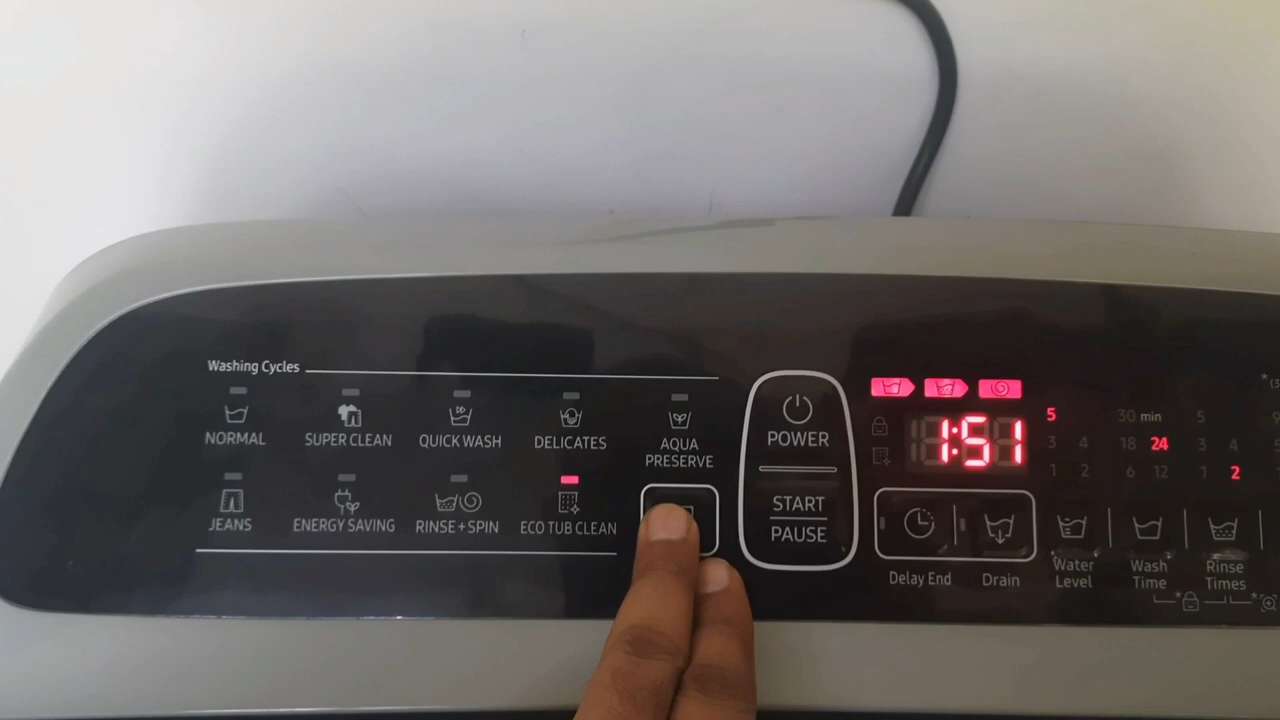 Washing Cycles
NORMAL
SUPER CLEAN
QUICK WASH
DELICATES
AQUA
PRESERVE
JEANS
ENERGY SAVING
RINSE+SPIN
ECO TUB CLEAN
POWER
START
PAUSE
1:51
Delay End
Drain
5
3 4
1 2
30 min
18 24
6 12
5
3 4
1 2
Water
Level
Wash
Time
Rinse
Times